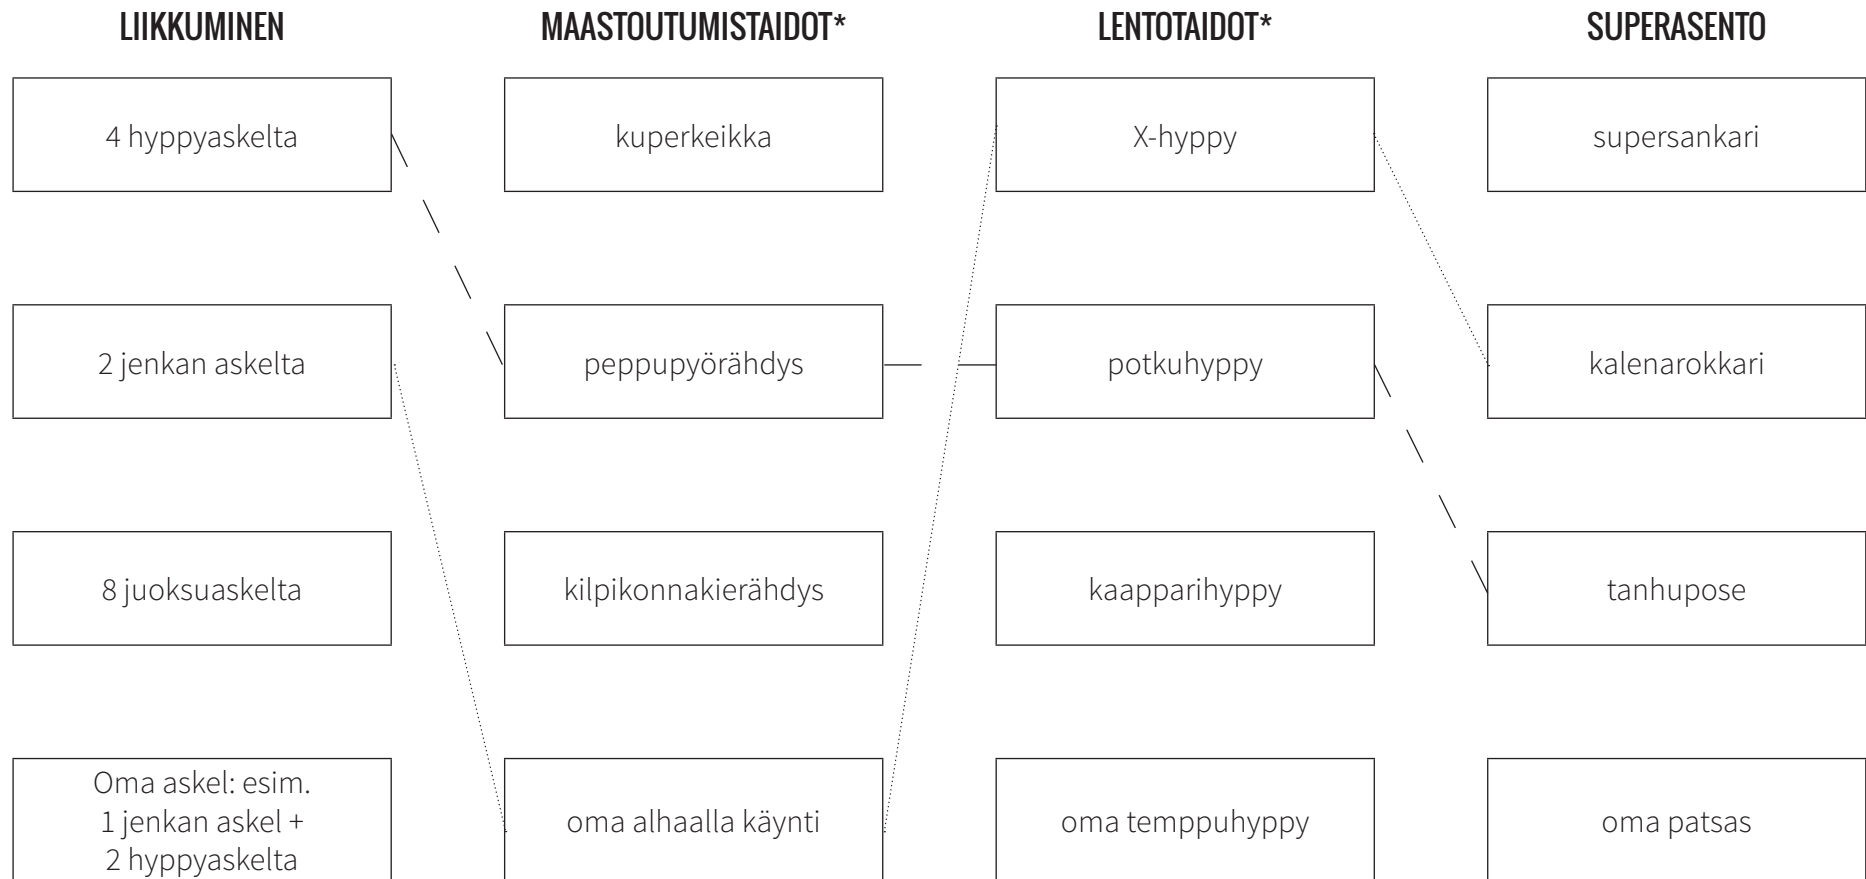 LIIKKUMINEN
MAASTOUTUMISTAIDOT*
LENTOTAIDOT*
SUPERASENTO
4 hyppyaskelta
kuperkeikka
X-hyppy
supersankari
2 jenkan askelta
peppupyörähdys
potkuhyppy
kalenarokkari
8 juoksuaskelta
kilpikonnakierähdys
kaapparihyppy
tanhupose
Oma askel: esim.
1 jenkan askel +
2 hyppyaskelta
oma alhaalla käynti
oma temppuhyppy
oma patsas